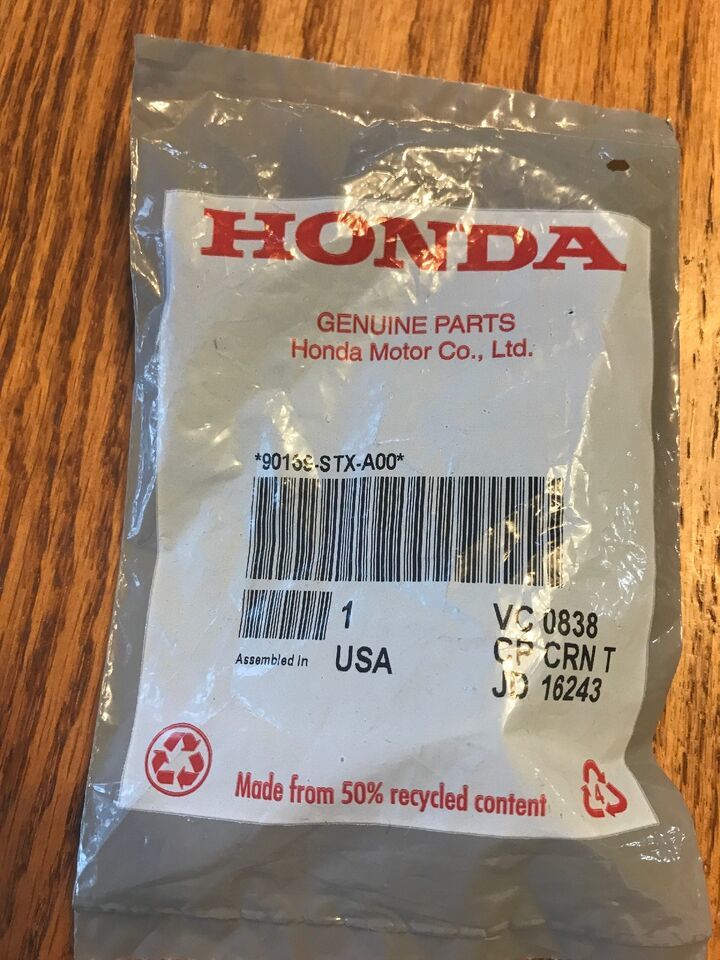 HONDA
GENUINE PARTS
Honda Motor Co., Ltd.
*90139-STX-A00*
1
VC 0838
Assembled in USA
CP CRN T
JD 16243
Made from 50% recycled content
4